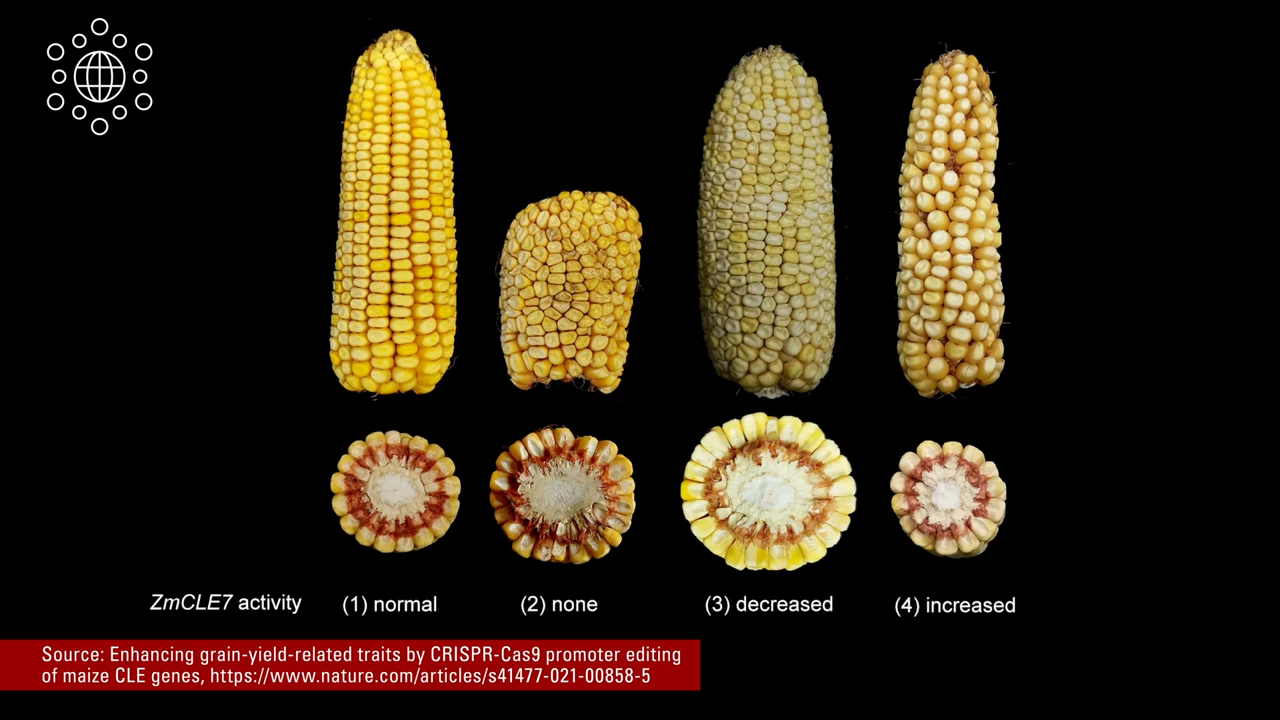 ZmCLE7 activity (1) normal (2) none (3) decreased (4) increased
Source: Enhancing grain-yield-related traits by CRISPR-Cas9 promoter editing
of maize CLE genes, https://www.nature.com/articles/s41477-021-00858-5